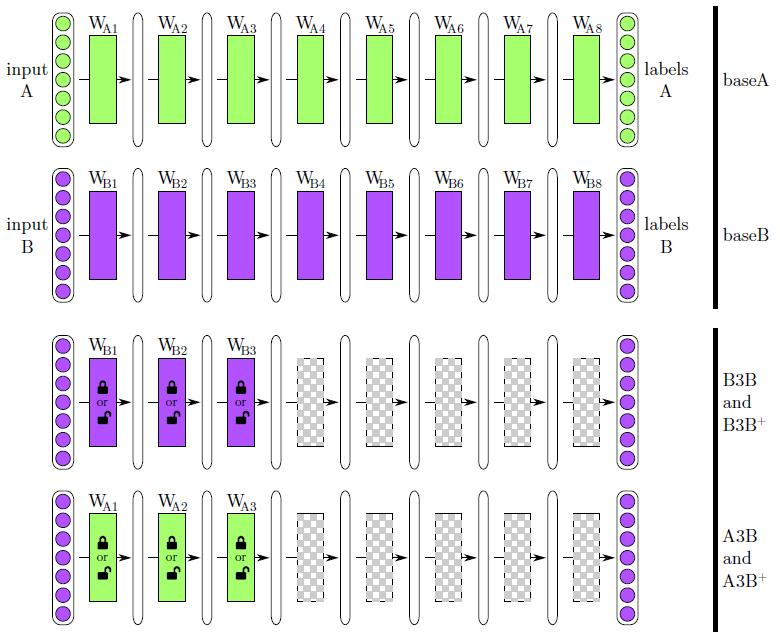 W_A1 W_A2 W_A3 W_A4 W_A5 W_A6 W_A7 W_A8
input
A
labels
A
baseA
W_B1 W_B2 W_B3 W_B4 W_B5 W_B6 W_B7 W_B8
input
B
labels
B
baseB
W_B1 W_B2 W_B3
or or or
B3B
and
B3B⁺
W_A1 W_A2 W_A3
or or or
A3B
and
A3B⁺